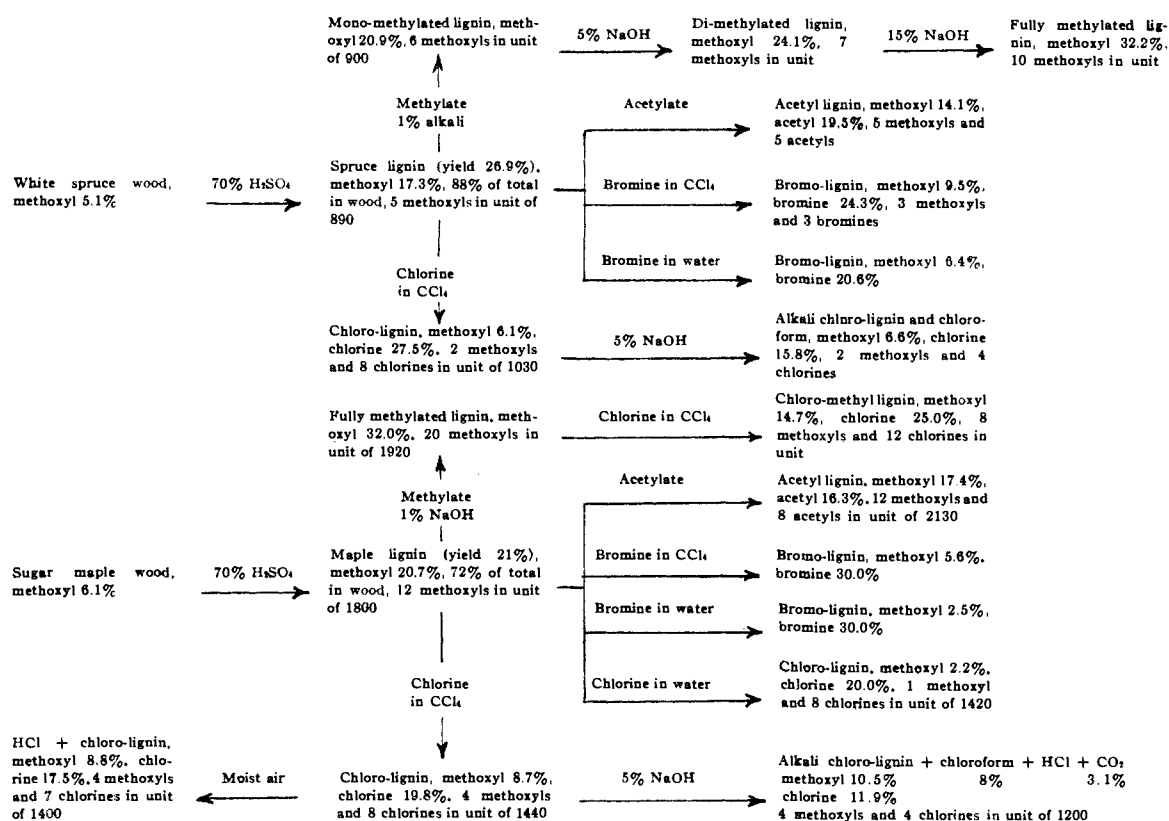 Mono-methylated lignin, meth-
oxyl 20.9%, 6 methoxyls in unit
of 900
5% NaOH
Di-methylated lignin,
methoxyl 24.1%, 7
methoxyls in unit
15% NaOH
Fully methylated lig-
nin, methoxyl 32.2%.
10 methoxyls in unit
Methylate
1% alkali
White spruce wood,
methoxyl 5.1%
70% H₂SO₄
Spruce lignin (yield 26.9%).
methoxyl 17.3%, 88% of total
in wood, 5 methoxyls in unit of
890
Acetylate
Acetyl lignin, methoxyl 14.1%,
acetyl 19.5%, 5 methoxyls and
5 acetyls
Bromine in CCl₄
Bromo-lignin, methoxyl 9.5%.
bromine 24.3%, 3 methoxyls
and 3 bromines
Bromine in water
Bromo-lignin, methoxyl 6.4%,
bromine 20.6%
Chlorine
in CCl₄
Chloro-lignin. methoxyl 6.1%,
chlorine 27.5%. 2 methoxyls
and 8 chlorines in unit of 1030
5% NaOH
Alkali chlnro-lignin and chloro-
form, methoxyl 6.6%, chlorine
15.8%, 2 methoxyls and 4
chlorines
Fully methylated lignin. meth-
oxyl 32.0%. 20 methoxyls in
unit of 1920
Chlorine in CCl₄
Chloro-methyl lignin, methoxyl
14.7%, chlorine 25.0%, 8
methoxyls and 12 chlorines in
unit
Methylate
1% NaOH
Sugar maple wood,
methoxyl 6.1%
70% H₂SO₄
Maple lignin (yield 21%),
methoxyl 20.7%, 72% of total
in wood, 12 methoxyls in unit
of 1800
Acetylate
Acetyl lignin. methoxyl 17.4%,
acetyl 16.3%. 12 methoxyls and
8 acetyls in unit of 2130
Bromine in CCl₄
Bromo-lignin, methoxyl 5.6%.
bromine 30.0%
Bromine in water
Bromo-lignin. methoxyl 2.5%,
bromine 30.0%
Chlorine in water
Chloro-lignin. methoxyl 2.2%.
chlorine 20.0%. 1 methoxyl
and 8 chlorines in unit of 1420
Chlorine
in CCl₄
HCl + chloro-lignin,
methoxyl 8.8%. chlo-
rine 17.5%. 4 methoxyls
and 7 chlorines in unit
of 1400
Moist air
Chloro-lignin, methoxyl 8.7%,
chlorine 19.8%. 4 methoxyls
and 8 chlorines in unit of 1440
5% NaOH
Alkali chloro-lignin + chloroform + HCl + CO₂
methoxyl 10.5% 8% 3.1%
chlorine 11.9%
4 methoxyls and 4 chlorines in unit of 1200